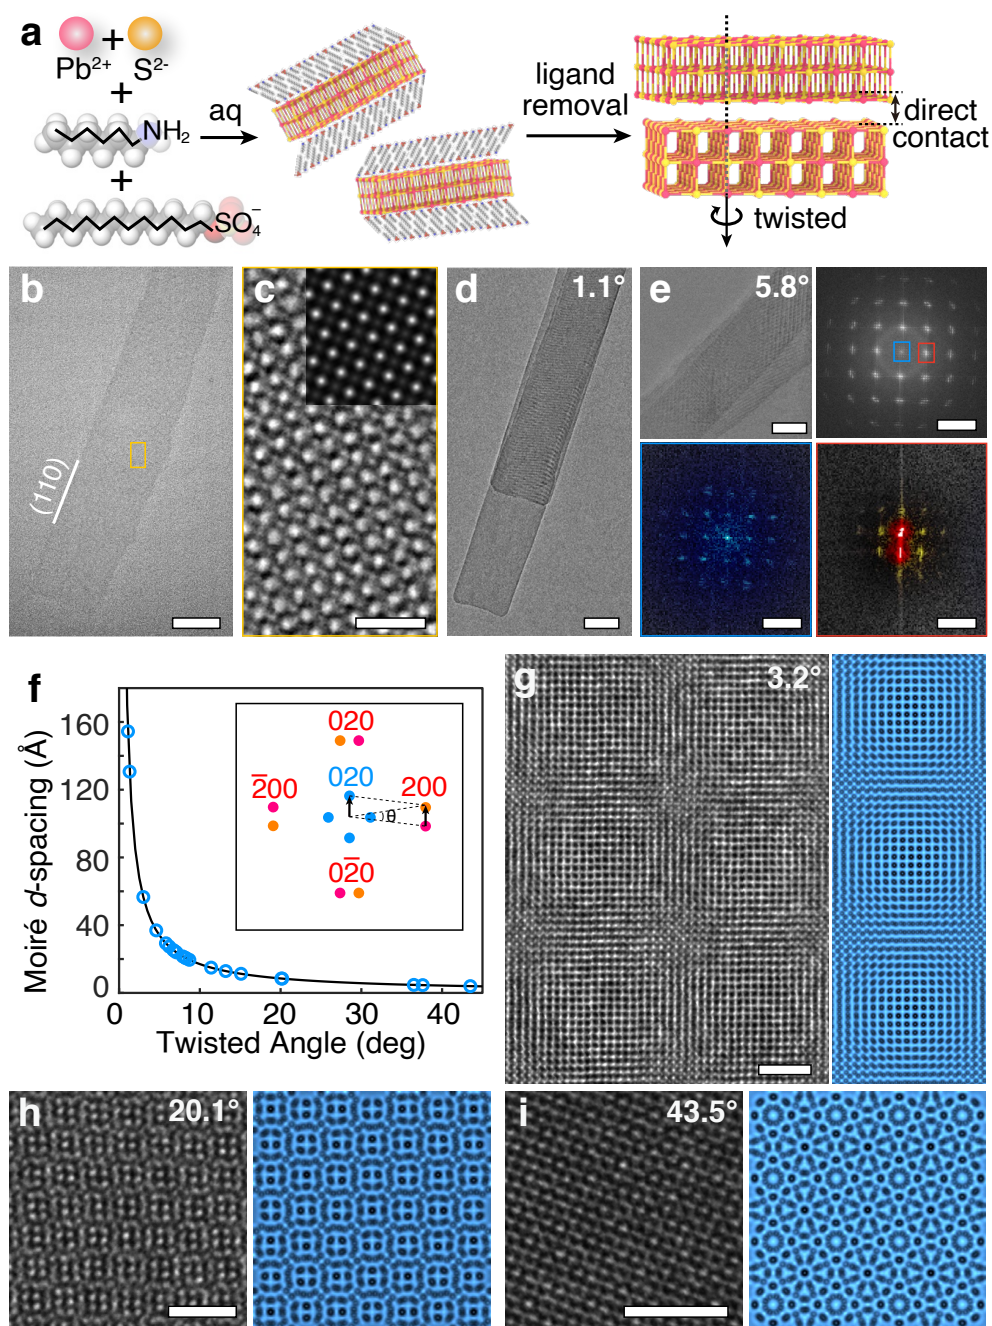 a
+
Pb²⁺ S²⁻
+
NH₂
+
SO₄⁻
aq
ligand
removal
direct
contact
twisted
b
(110)
c
d 1.1°
e 5.8°
f
Moiré d-spacing (Å)
160
120
80
40
0
0 10 20 30 40
Twisted Angle (deg)
020
020
2̅00
200
θ
02̅0
g 3.2°
h 20.1°
i 43.5°